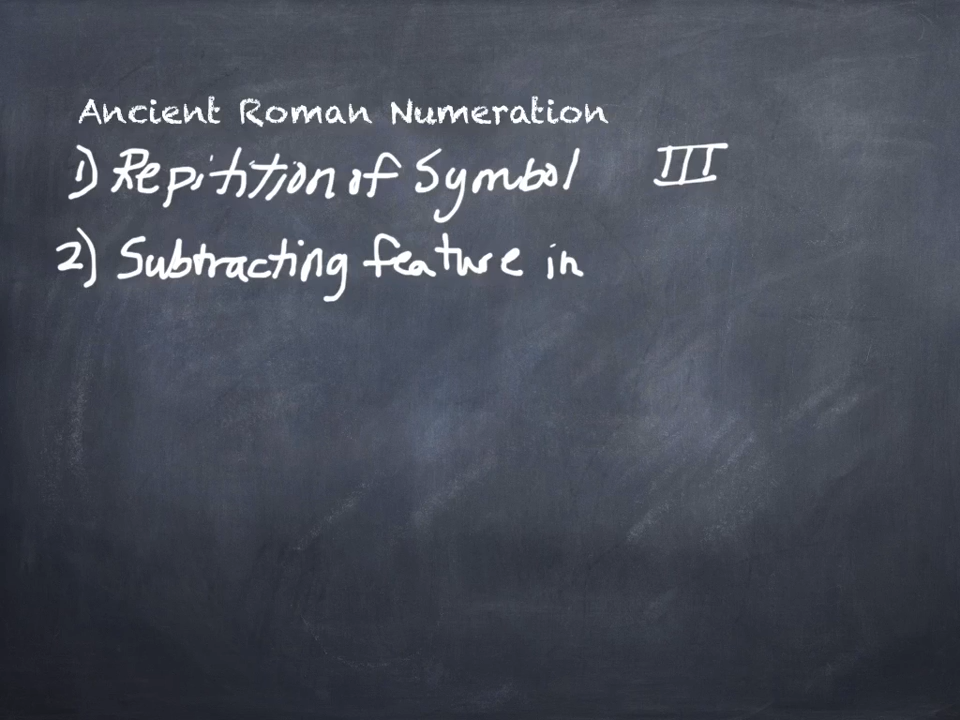 Ancient Roman Numeration
1) Repitition of Symbol III
2) Subtracting feature in